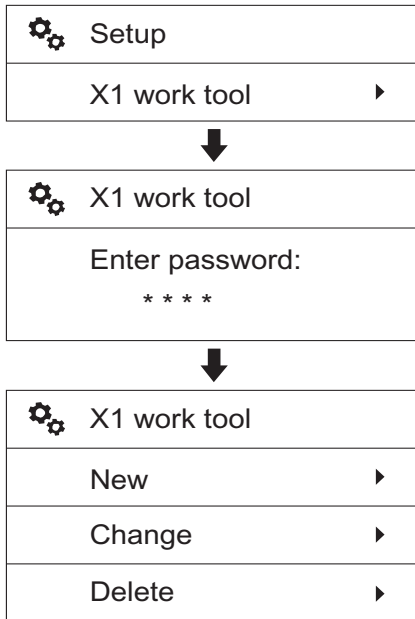 Setup
X1 work tool
X1 work tool
Enter password:
* * * *
X1 work tool
New
Change
Delete